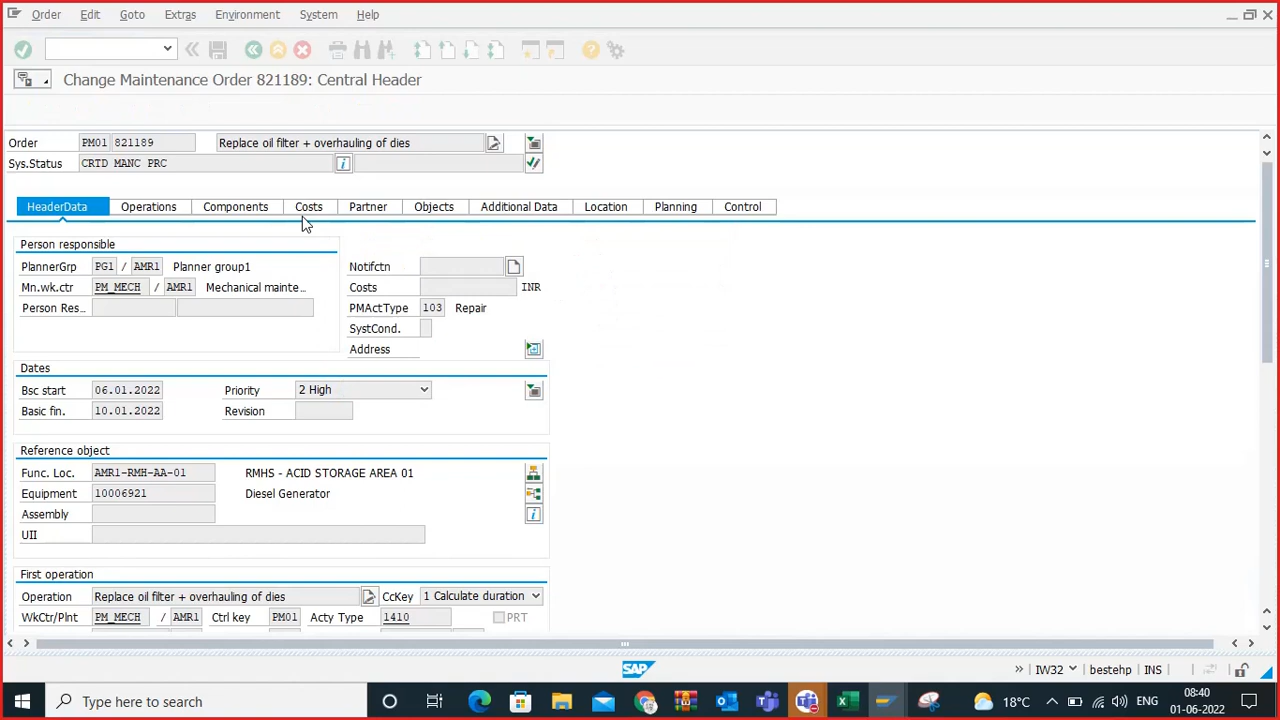 Order Edit Goto Extras Environment System Help
Change Maintenance Order 821189: Central Header
Order PM01 821189 Replace oil filter + overhauling of dies
Sys.Status CRTD MANC PRC
HeaderData Operations Components Costs Partner Objects Additional Data Location Planning Control
Person responsible
PlannerGrp PG1 / AMR1 Planner group1 Notifctn
Mn.wk.ctr PM_MECH / AMR1 Mechanical mainte... Costs INR
Person Res... PMActType 103 Repair
SystCond.
Address
Dates
Bsc start 06.01.2022 Priority 2 High
Basic fin. 10.01.2022 Revision
Reference object
Func. Loc. AMR1-RMH-AA-01 RMHS - ACID STORAGE AREA 01
Equipment 10006921 Diesel Generator
Assembly
UII
First operation
Operation Replace oil filter + overhauling of dies CcKey 1 Calculate duration
WkCtr/Plnt PM_MECH / AMR1 Ctrl key PM01 Acty Type 1410 PRT
SAP » IW32 bestehp INS
Type here to search 18°C ENG 08:40
01-06-2022